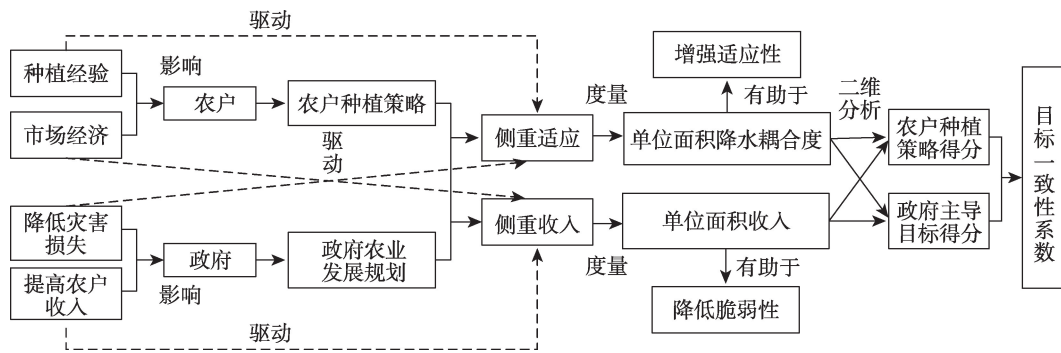 驱动
种植经验
市场经济
影响
农户
农户种植策略
驱
动
降低灾害
损失
提高农户
收入
影响
政府
政府农业
发展规划
驱动
侧重适应
侧重收入
度量
度量
增强适应性
有助于
单位面积降水耦合度
单位面积收入
有助于
降低脆弱性
二维
分析
农户种植
策略得分
政府主导
目标得分
目
标
一
致
性
系
数